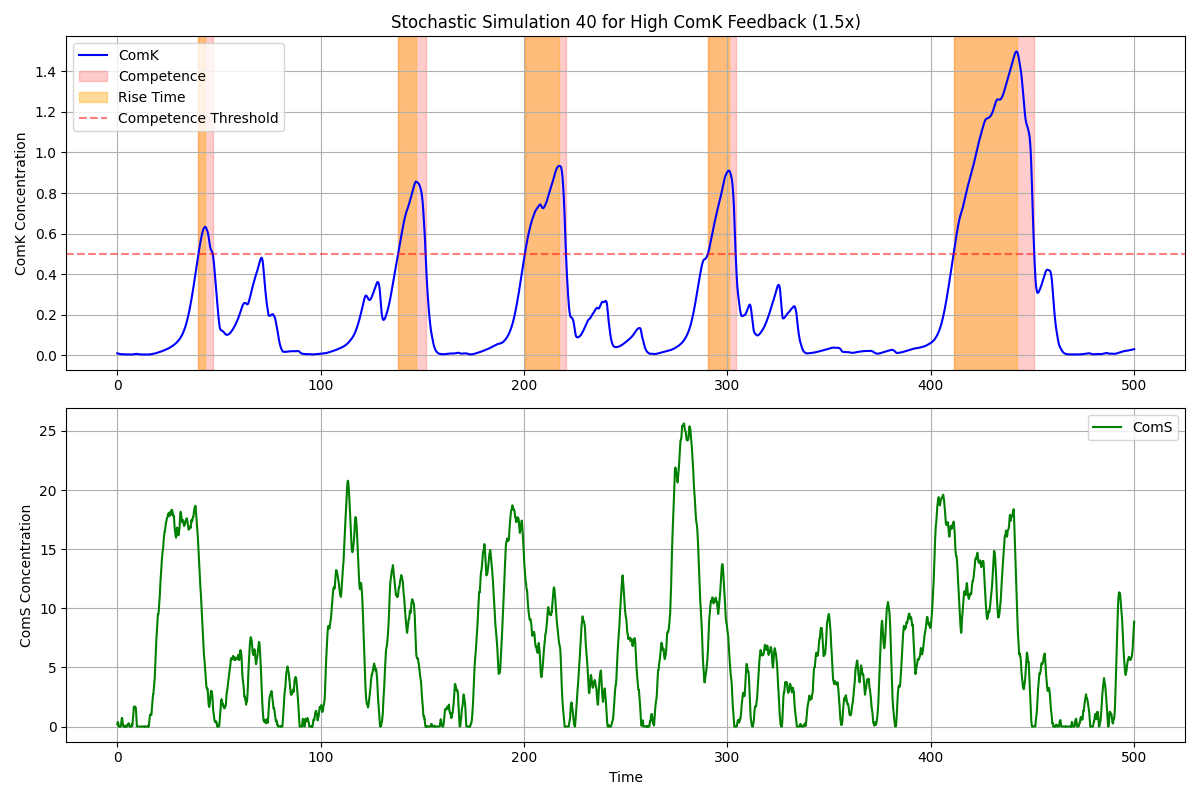 Stochastic Simulation 40 for High ComK Feedback (1.5x)
ComK
Competence
Rise Time
Competence Threshold
ComK Concentration
1.4
1.2
1.0
0.8
0.6
0.4
0.2
0.0
0 100 200 300 400 500
ComS
ComS Concentration
25
20
15
10
5
0
0 100 200 300 400 500
Time